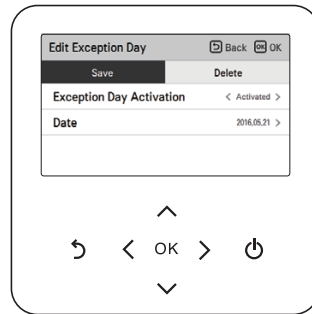 Edit Exception Day Back OK OK
Save Delete
Exception Day Activation < Activated >
Date 2016.05.21 >
OK